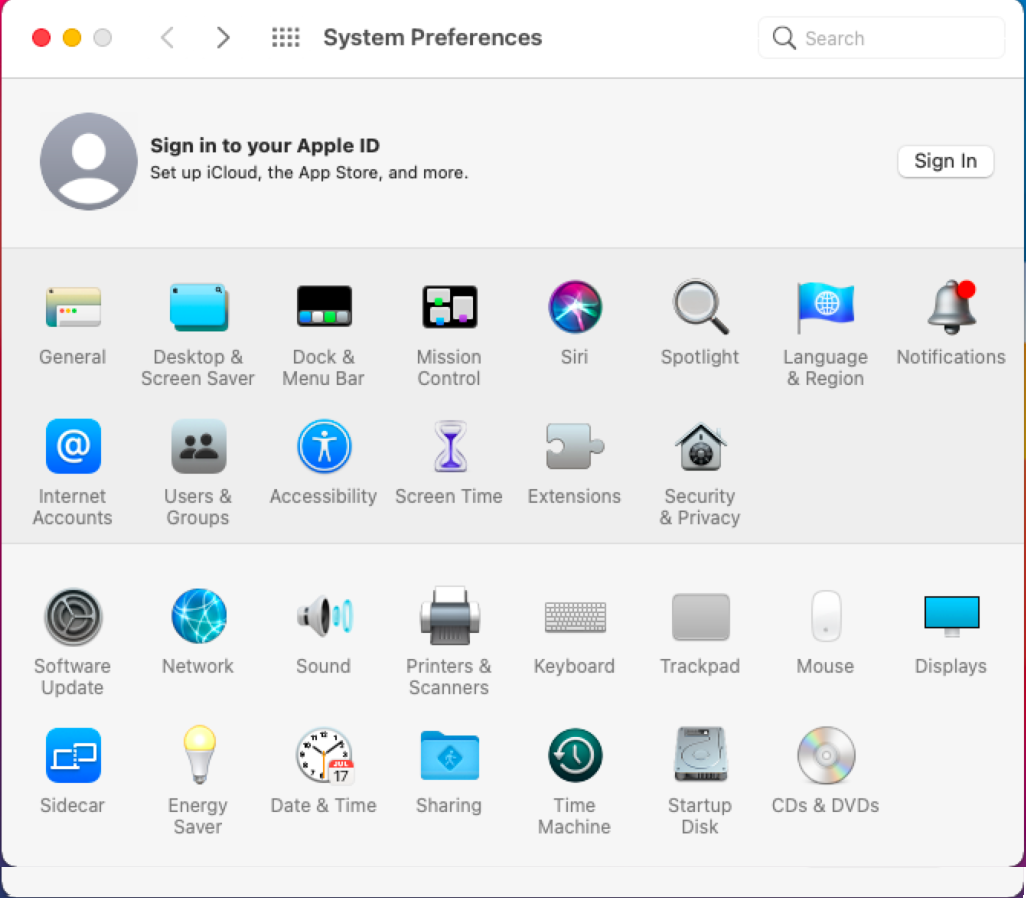 System Preferences
Search
Sign in to your Apple ID
Set up iCloud, the App Store, and more.
Sign In
General
Desktop &
Screen Saver
Dock &
Menu Bar
Mission
Control
Siri
Spotlight
Language
& Region
Notifications
@
Internet
Accounts
Users &
Groups
Accessibility
Screen Time
Extensions
Security
& Privacy
Software
Update
Network
Sound
Printers &
Scanners
Keyboard
Trackpad
Mouse
Displays
Sidecar
Energy
Saver
JUL
17
Date & Time
Sharing
Time
Machine
Startup
Disk
CDs & DVDs